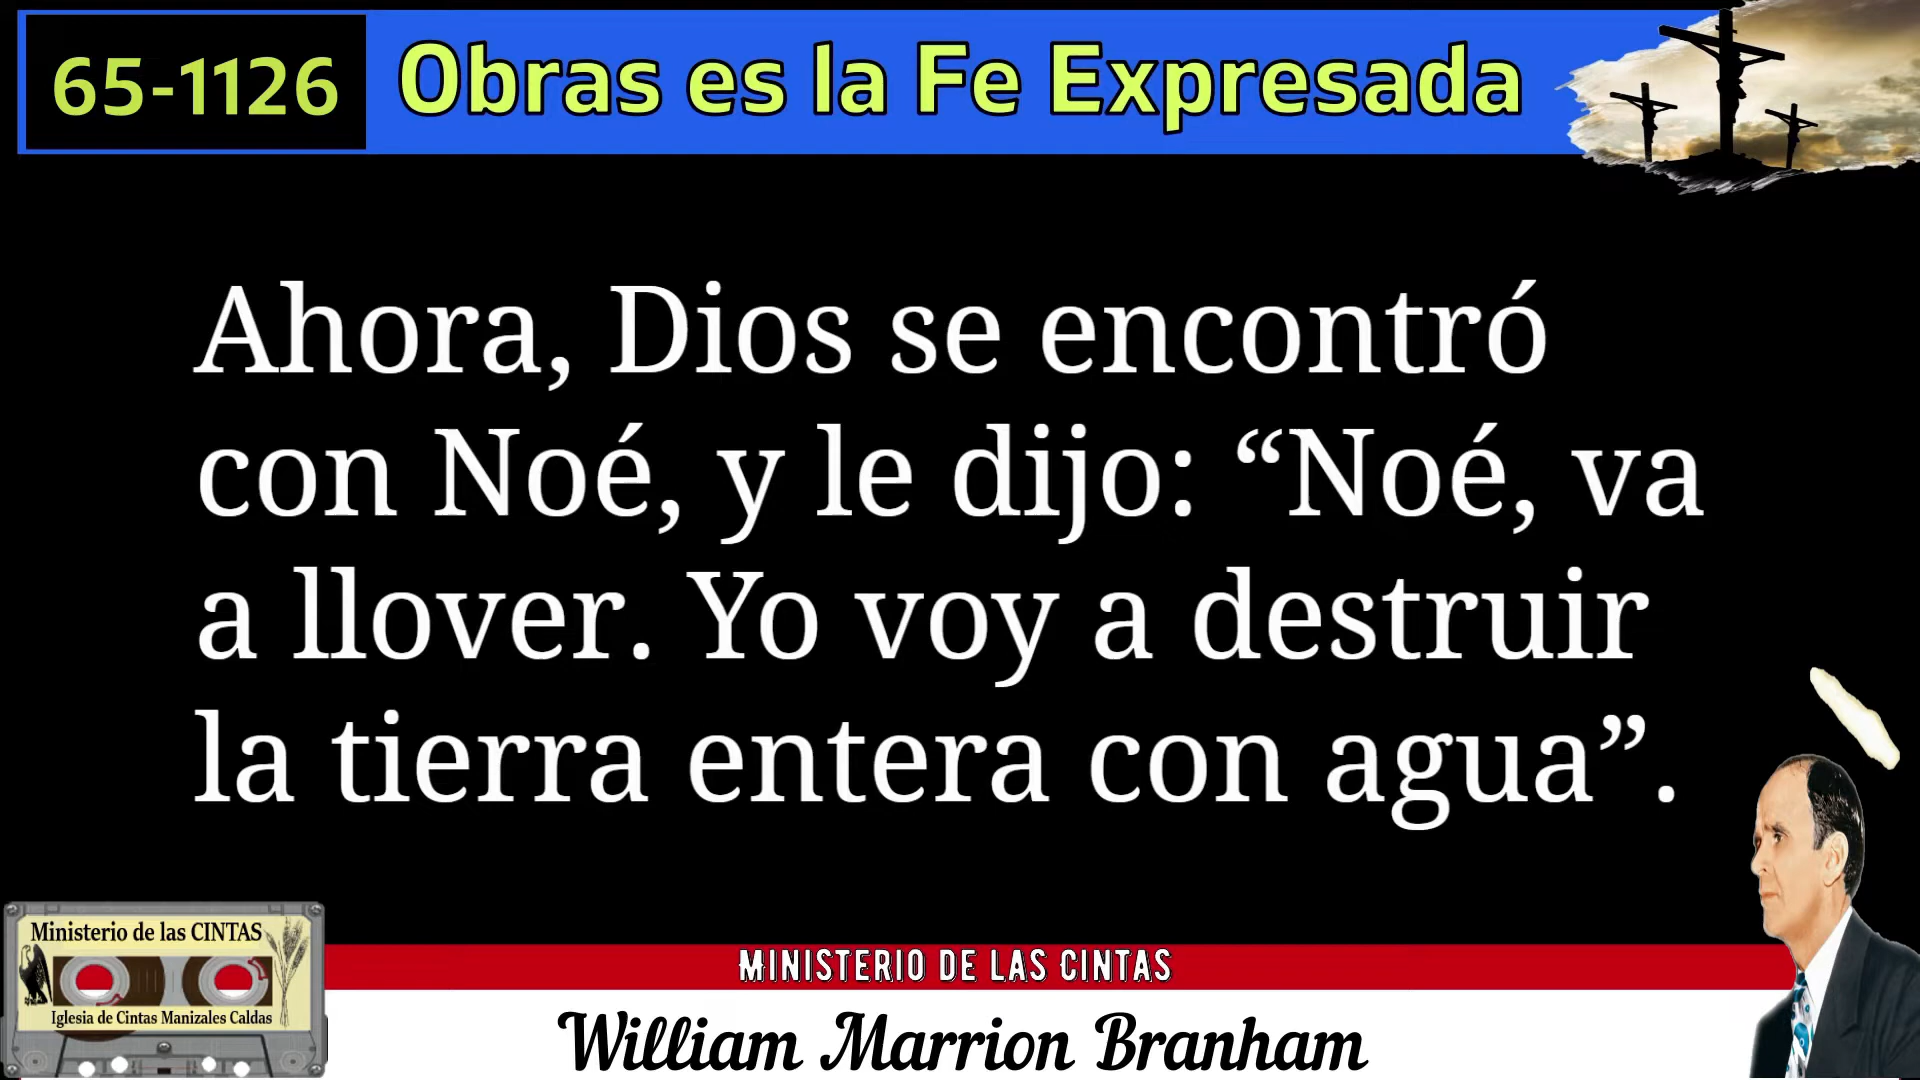 65-1126
Obras es la Fe Expresada
Ahora, Dios se encontró
con Noé, y le dijo: “Noé, va
a llover. Yo voy a destruir
la tierra entera con agua”.
Ministerio de las CINTAS
Iglesia de Cintas Manizales Caldas
MINISTERIO DE LAS CINTAS
William Marrion Branham